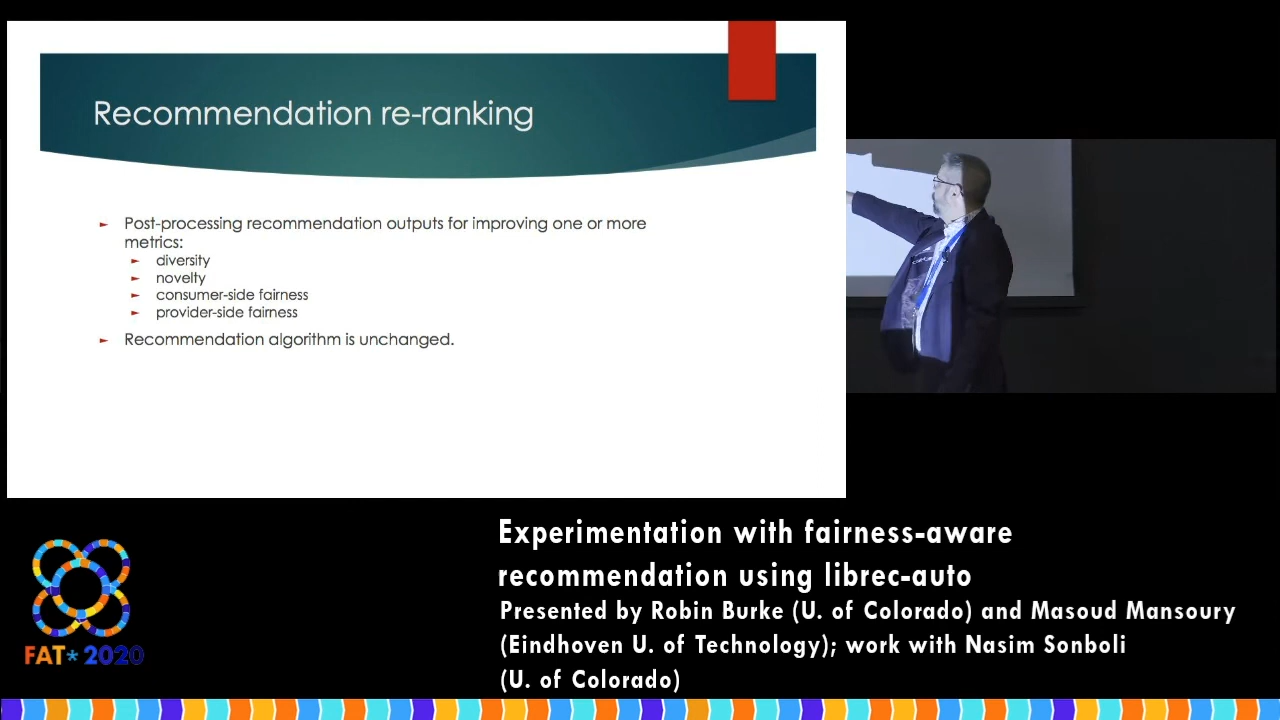 Recommendation re-ranking
Post-processing recommendation outputs for improving one or more
metrics:
diversity
novelty
consumer-side fairness
provider-side fairness
Recommendation algorithm is unchanged.
Experimentation with fairness-aware
recommendation using librec-auto
Presented by Robin Burke (U. of Colorado) and Masoud Mansoury
(Eindhoven U. of Technology); work with Nasim Sonboli
(U. of Colorado)
FAT* 2020